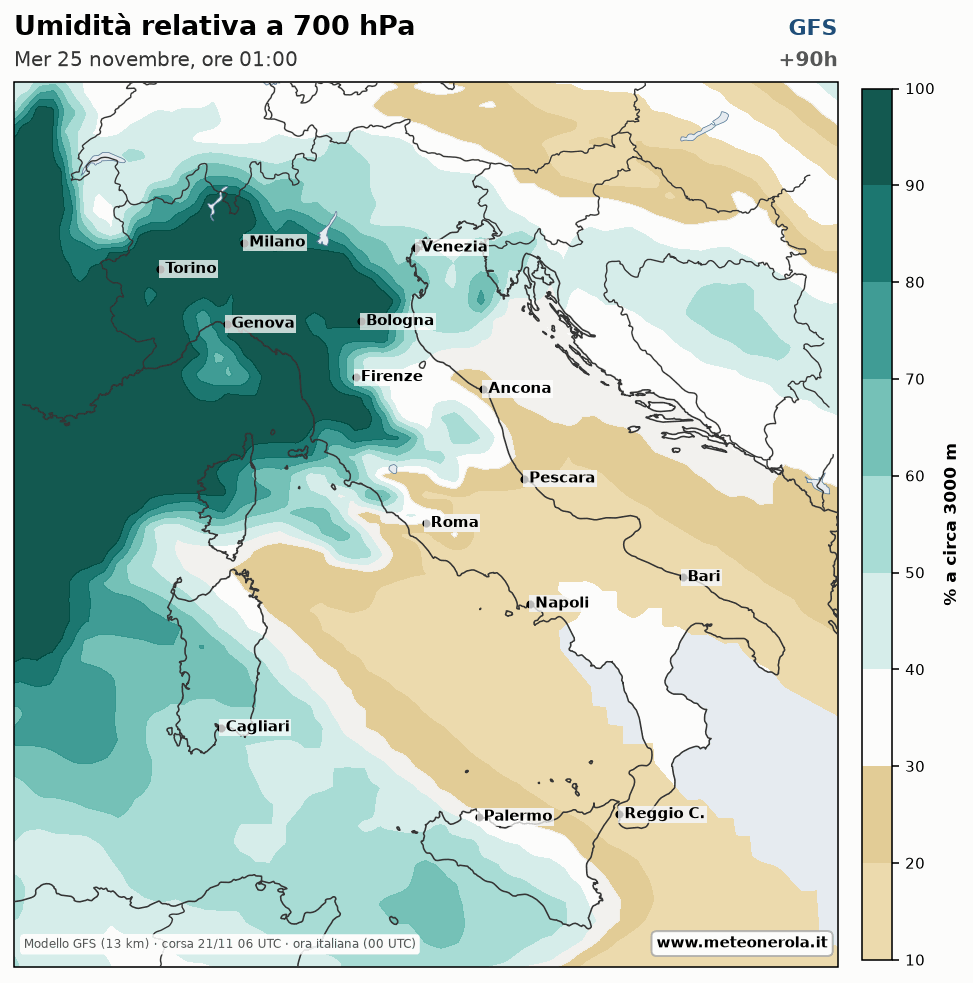 Umidità relativa a 700 hPa
GFS
Mer 25 novembre, ore 01:00
+90h
Milano
Venezia
Torino
Genova
Bologna
Firenze
Ancona
Pescara
Roma
Bari
Napoli
Cagliari
Palermo
Reggio C.
100
90
80
70
60
50
40
30
20
10
% a circa 3000 m
Modello GFS (13 km) · corsa 21/11 06 UTC · ora italiana (00 UTC)
www.meteonerola.it